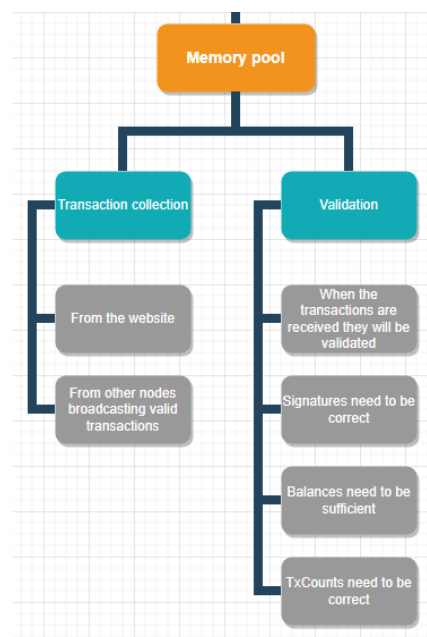 Memory pool
Transaction collection
Validation
From the website
When the
transactions are
received they will be
validated
From other nodes
broadcasting valid
transactions
Signatures need to be
correct
Balances need to be
sufficient
TxCounts need to be
correct